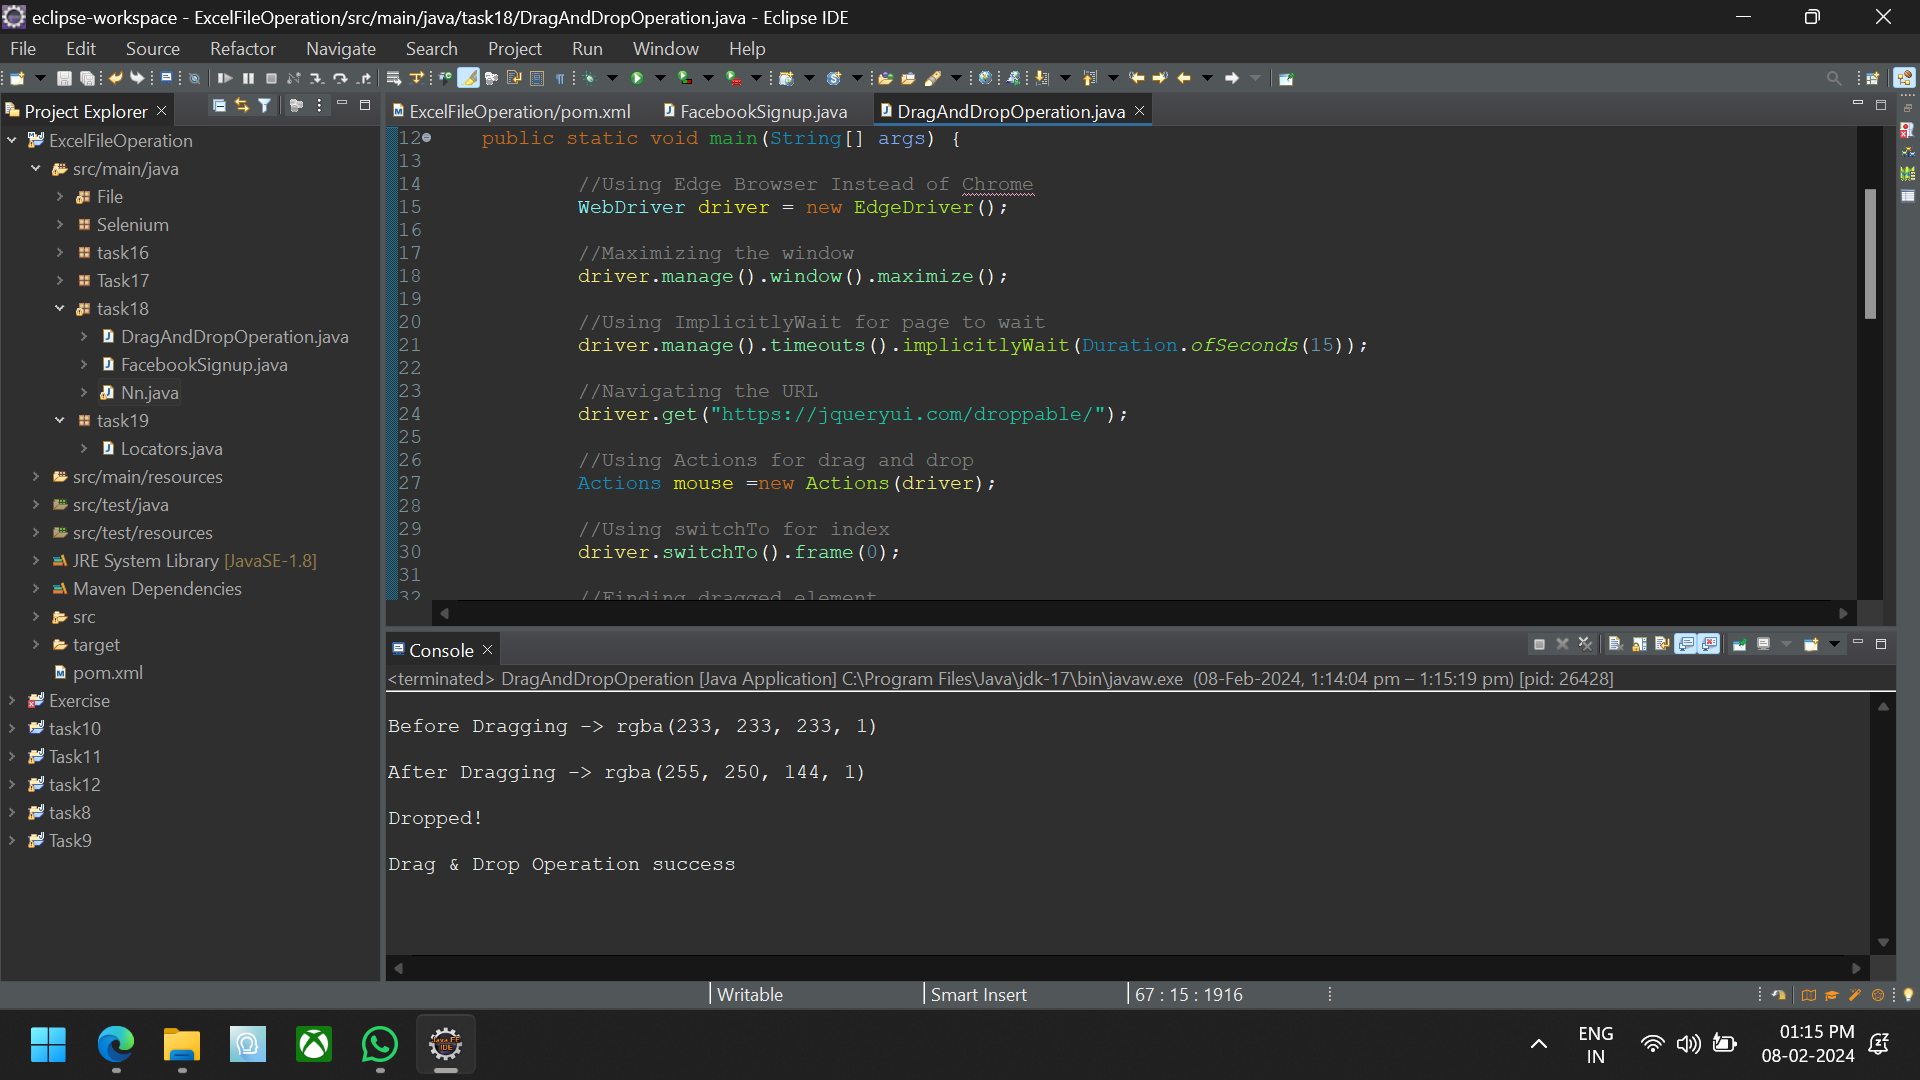 eclipse-workspace - ExcelFileOperation/src/main/java/task18/DragAndDropOperation.java - Eclipse IDE
File Edit Source Refactor Navigate Search Project Run Window Help
Project Explorer
ExcelFileOperation
src/main/java
File
Selenium
task16
Task17
task18
DragAndDropOperation.java
FacebookSignup.java
Nn.java
task19
Locators.java
src/main/resources
src/test/java
src/test/resources
JRE System Library [JavaSE-1.8]
Maven Dependencies
src
target
pom.xml
Exercise
task10
Task11
task12
task8
Task9
ExcelFileOperation/pom.xml FacebookSignup.java DragAndDropOperation.java
12 public static void main(String[] args) {
13
14 //Using Edge Browser Instead of Chrome
15 WebDriver driver = new EdgeDriver();
16
17 //Maximizing the window
18 driver.manage().window().maximize();
19
20 //Using ImplicitlyWait for page to wait
21 driver.manage().timeouts().implicitlyWait(Duration.ofSeconds(15));
22
23 //Navigating the URL
24 driver.get("https://jqueryui.com/droppable/");
25
26 //Using Actions for drag and drop
27 Actions mouse =new Actions(driver);
28
29 //Using switchTo for index
30 driver.switchTo().frame(0);
31
32 //Finding dragged element
Console
<terminated> DragAndDropOperation [Java Application] C:\Program Files\Java\jdk-17\bin\javaw.exe (08-Feb-2024, 1:14:04 pm – 1:15:19 pm) [pid: 26428]
Before Dragging -> rgba(233, 233, 233, 1)
After Dragging -> rgba(255, 250, 144, 1)
Dropped!
Drag & Drop Operation success
Writable Smart Insert 67 : 15 : 1916
ENG
IN
01:15 PM
08-02-2024